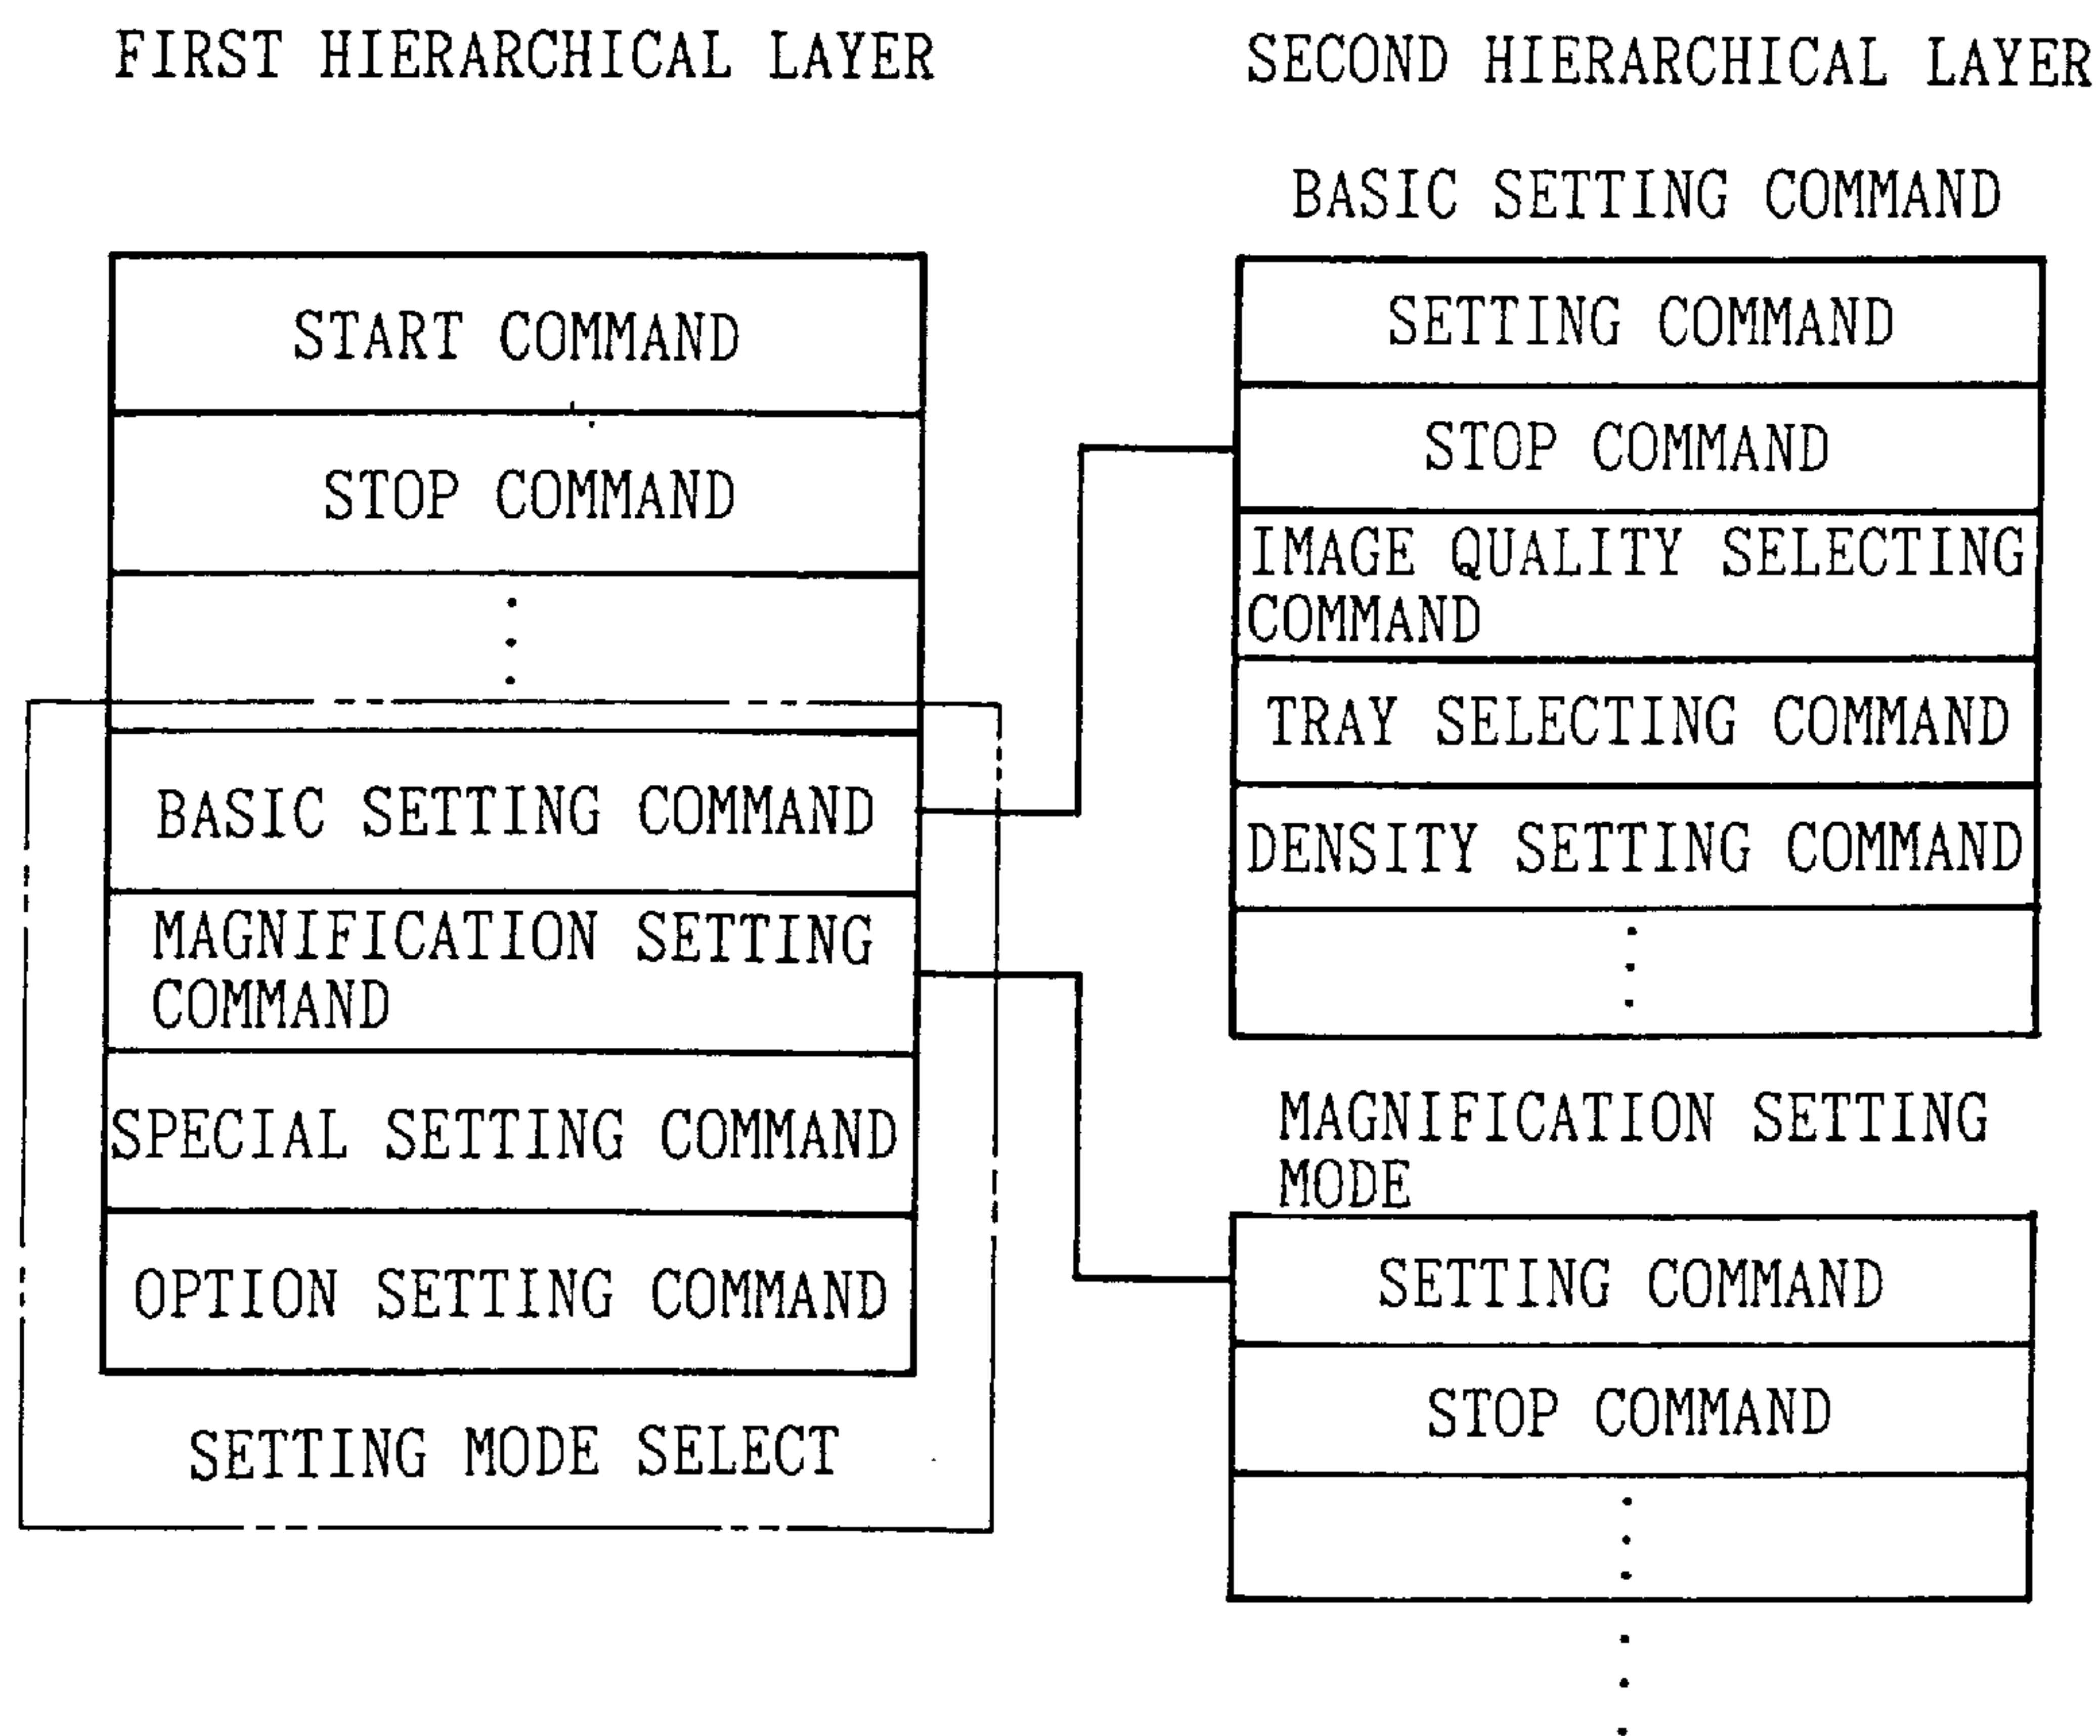 FIRST HIERARCHICAL LAYER
START COMMAND
STOP COMMAND
BASIC SETTING COMMAND
MAGNIFICATION SETTING
COMMAND
SPECIAL SETTING COMMAND
OPTION SETTING COMMAND
SETTING MODE SELECT
SECOND HIERARCHICAL LAYER
BASIC SETTING COMMAND
SETTING COMMAND
STOP COMMAND
IMAGE QUALITY SELECTING
COMMAND
TRAY SELECTING COMMAND
DENSITY SETTING COMMAND
MAGNIFICATION SETTING
MODE
SETTING COMMAND
STOP COMMAND